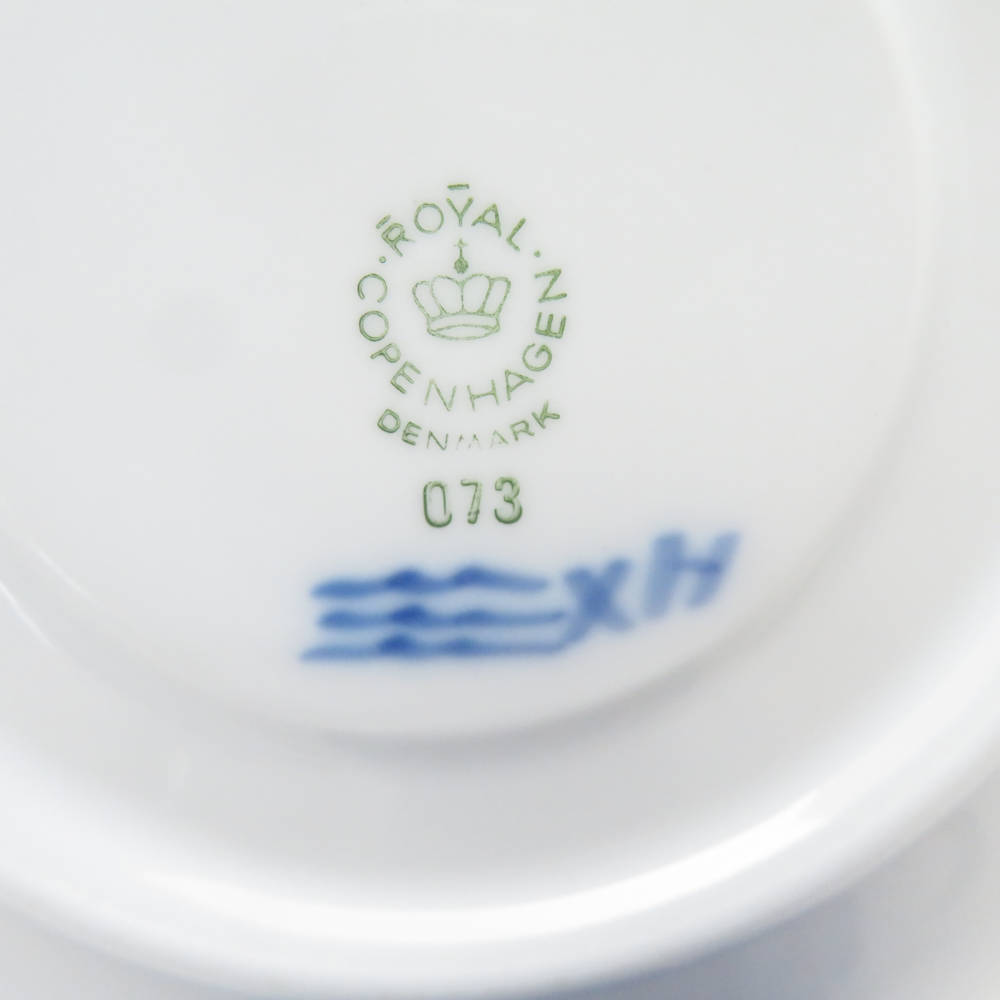 ROYAL
COPENHAGEN
DENMARK
073
XH